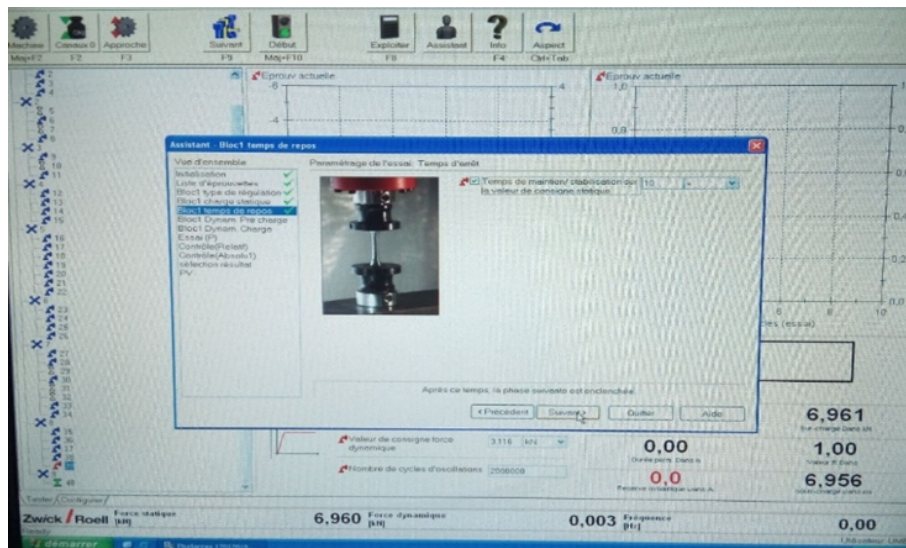 Machine
Canaux 0
Approche
Suivant
Début
Exploiter
Assistant
Info
Aspect
Maj+F2
F2
F3
F9
Maj+F10
F8
F4
Ctrl+Tab
Eprouv actuelle
Eprouv actuelle
Assistant - Bloc1 temps de repos
Vue d'ensemble
Initialisation
Liste d'éprouvettes
Bloc1 type de régulation
Bloc1 charge statique
Bloc1 temps de repos
Bloc1 Dynam. Pré charge
Bloc1 Dynam. Charge
Essai (P)
Contrôle(Relatif)
Contrôle(Absolu1)
sélection résultat
PV
Paramétrage de l'essai: Temps d'arrêt
Temps de maintien/ stabilisation sur
la valeur de consigne statique.
10
s
Après ce temps, la phase suivante est enclenchée.
< Précédent
Suivant >
Quitter
Aide
Valeur de consigne force
dynamique
3.116
kN
Nombre de cycles d'oscillations
0,00
0,0
6,961
1,00
6,956
(essai)
Zwick / Roell
Force statique
[kN]
6,960
Force dynamique
[kN]
0,003
Fréquence
[Hz]
0,00
démarrer